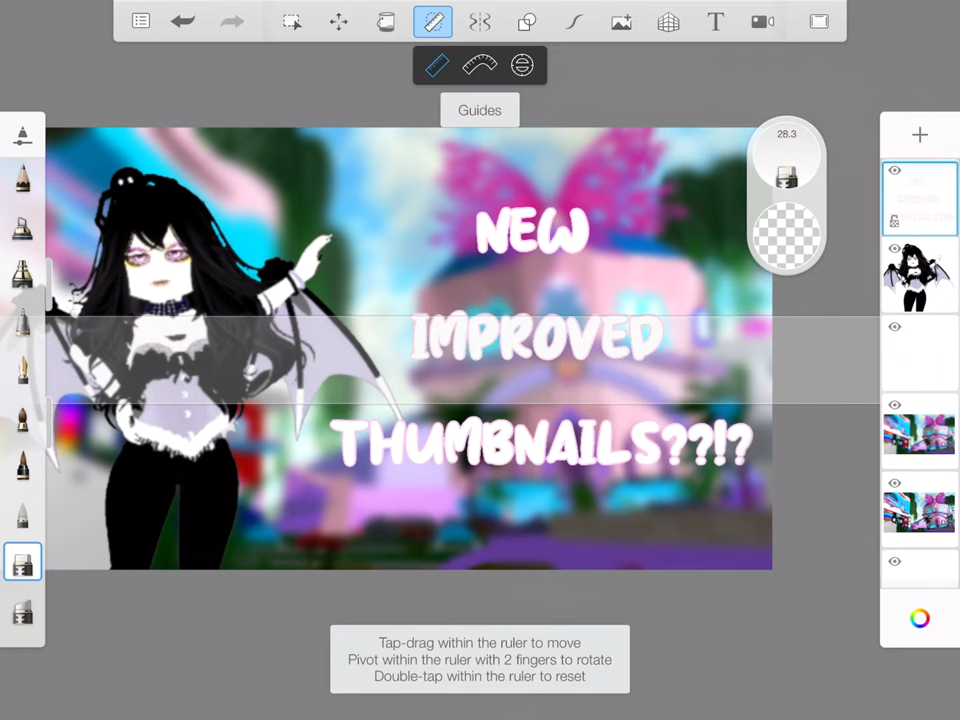 T
Guides
28.3
NEW
IMPROVED
THUMBNAILS??!?
Tap-drag within the ruler to move
Pivot within the ruler with 2 fingers to rotate
Double-tap within the ruler to reset